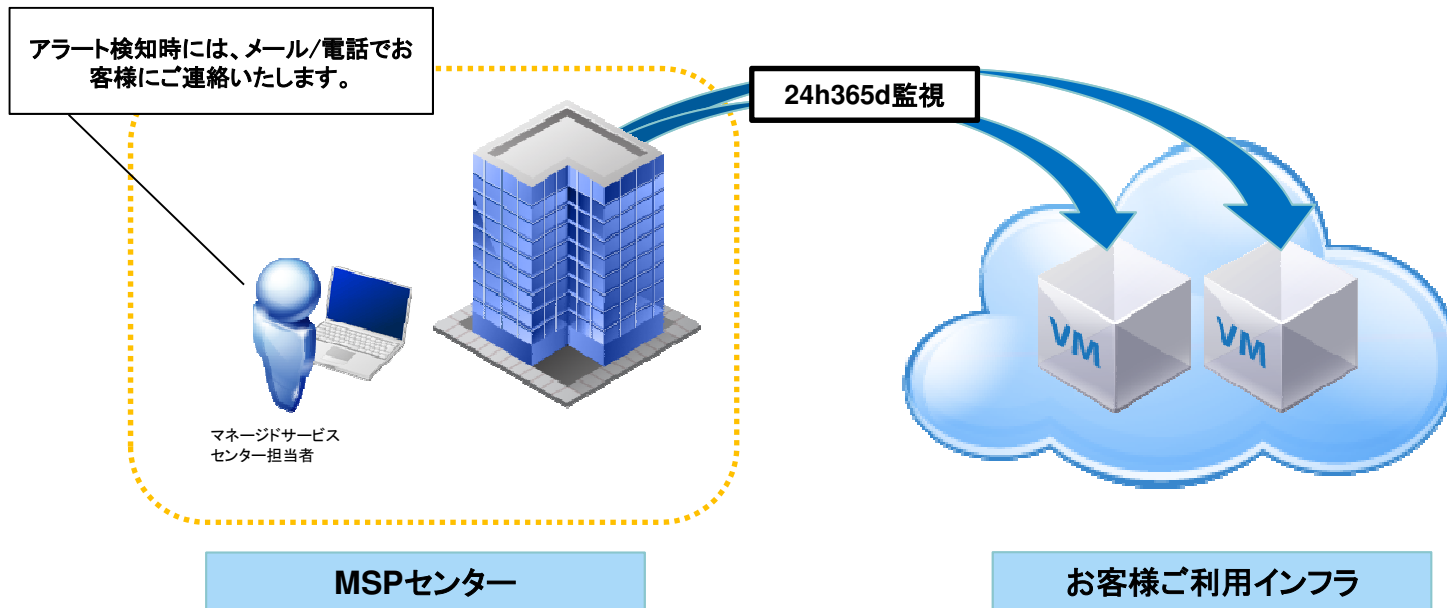 アラート検知時には、メール/電話でお
客様にご連絡いたします。
24h365d監視
VM
VM
マネージドサービス
センター担当者
MSPセンター
お客様ご利用インフラ